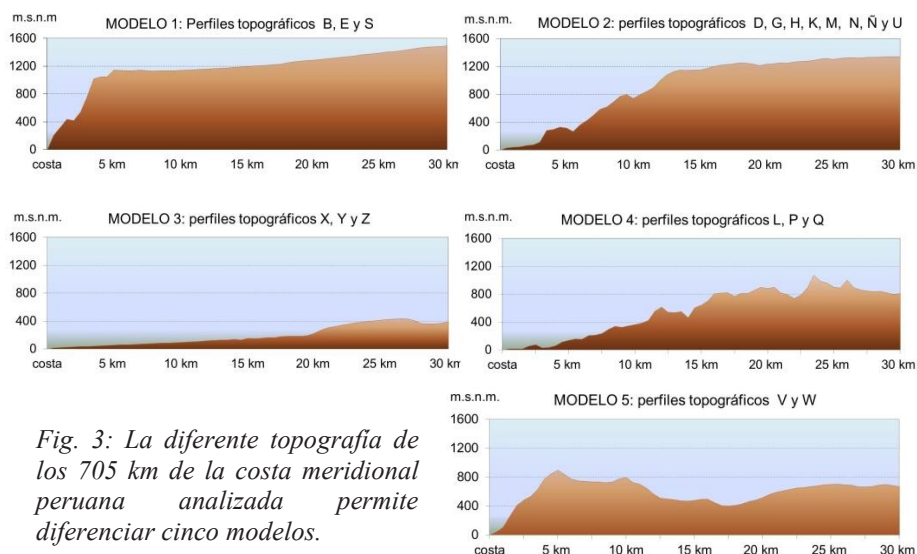 m.s.n.m
MODELO 1: Perfiles topográficos B, E y S
1600
1200
800
400
0
costa 5 km 10 km 15 km 20 km 25 km 30 km
MODELO 2: perfiles topográficos D, G, H, K, M, N, Ñ y U
1600
1200
800
400
0
costa 5 km 10 km 15 km 20 km 25 km 30 km
m.s.n.m.
MODELO 3: perfiles topográficos X, Y y Z
1600
1200
800
400
0
costa 5 km 10 km 15 km 20 km 25 km 30 km
m.s.n.m.
MODELO 4: perfiles topográficos L, P y Q
1600
1200
800
400
0
costa 5 km 10 km 15 km 20 km 25 km 30 km
m.s.n.m.
MODELO 5: perfiles topográficos V y W
1600
1200
800
400
0
costa 5 km 10 km 15 km 20 km 25 km 30 km
Fig. 3: La diferente topografía de
los 705 km de la costa meridional
peruana analizada permite
diferenciar cinco modelos.